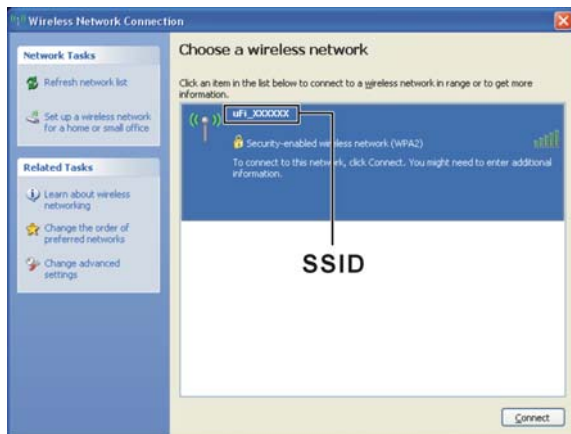 Wireless Network Connection
Network Tasks
Refresh network list
Set up a wireless network
for a home or small office
Related Tasks
Learn about wireless
networking
Change the order of
preferred networks
Change advanced
settings
Choose a wireless network
Click an item in the list below to connect to a wireless network in range or to get more
information.
uFi_XXXXXX
Security-enabled wireless network (WPA2)
To connect to this network, click Connect. You might need to enter additional
information.
SSID
Connect